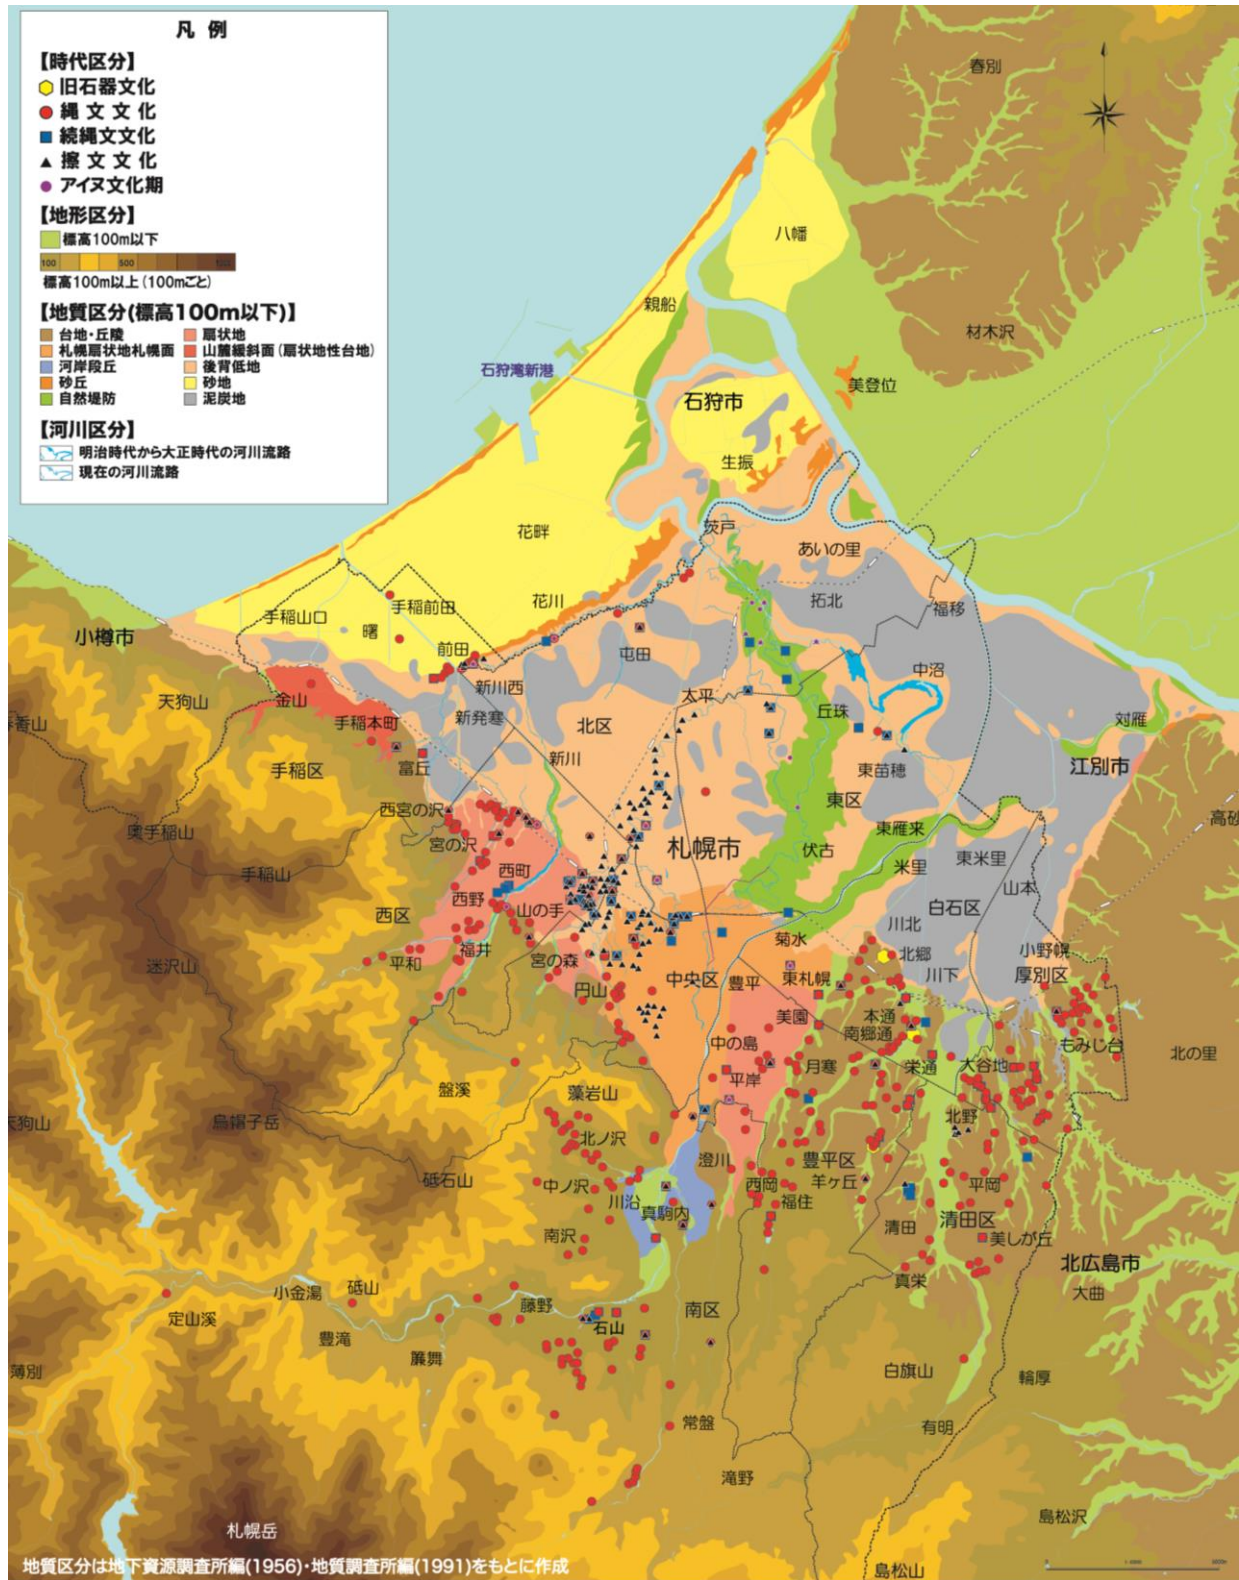 凡 例
【時代区分】
旧石器文化
縄 文 文 化
続縄文文化
擦 文 文 化
アイヌ文化期
【地形区分】
標高100m以下
100 500
標高100m以上(100mごと)
【地質区分(標高100m以下)】
台地・丘陵 扇状地
札幌扇状地札幌面 山麓緩斜面(扇状地性台地)
河岸段丘 後背低地
砂丘 砂地
自然堤防 泥炭地
【河川区分】
明治時代から大正時代の河川流路
現在の河川流路
春別
八幡
親船
材木沢
石狩湾新港
美登位
石狩市
生振
花畔
茨戸
あいの里
手稲前田
花川
拓北
福移
手稲山口
曙
小樽市
前田
屯田
中沼
天狗山
金山
新川西
太平
春香山
手稲本町
新発寒
北区
丘珠
対雁
手稲区
富丘
新川
東苗穂
江別市
西宮の沢
東区
高砂
奥手稲山
宮の沢
札幌市
東雁来
手稲山
西町
伏古
米里
東米里
山本
西野
西区
山の手
川北
白石区
福井
菊水
北郷
小野幌
平和
宮の森
迷沢山
円山
中央区
豊平
東札幌
川下
厚別区
美園
本通
南郷通
もみじ台
中の島
月寒
栄通
大谷地
北の里
盤渓
藻岩山
平岸
天狗山
烏帽子岳
北ノ沢
北野
砥石山
澄川
豊平区
中ノ沢
川沿
西岡
羊ヶ丘
平岡
真駒内
福住
清田
清田区
南沢
美しが丘
北広島市
真栄
小金湯
砥山
藤野
大曲
定山渓
南区
豊滝
石山
簾舞
薄別
白旗山
輪厚
常盤
有明
滝野
島松沢
札幌岳
地質区分は地下資源調査所編(1956)・地質調査所編(1991)をもとに作成
島松山